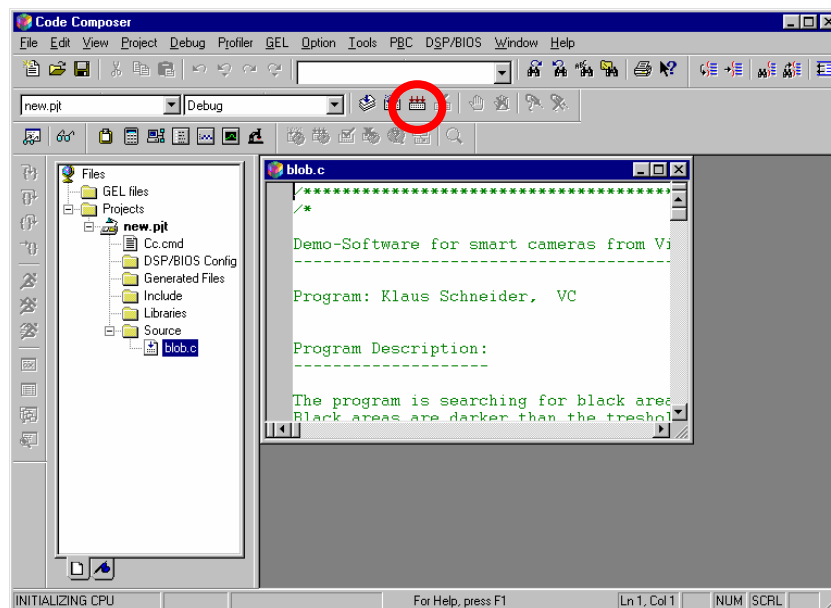 Code Composer
File Edit View Project Debug Profiler GEL Option Tools PBC DSP/BIOS Window Help
new.pjt Debug
Files
GEL files
Projects
new.pjt
Cc.cmd
DSP/BIOS Config
Generated Files
Include
Libraries
Source
blob.c
blob.c
/****************************************
/*
Demo-Software for smart cameras from Vi
---------------------------------------
Program: Klaus Schneider, VC
Program Description:
--------------------
The program is searching for black area
Black areas are darker than the treshol
INITIALIZING CPU For Help, press F1 Ln 1, Col 1 NUM SCRL